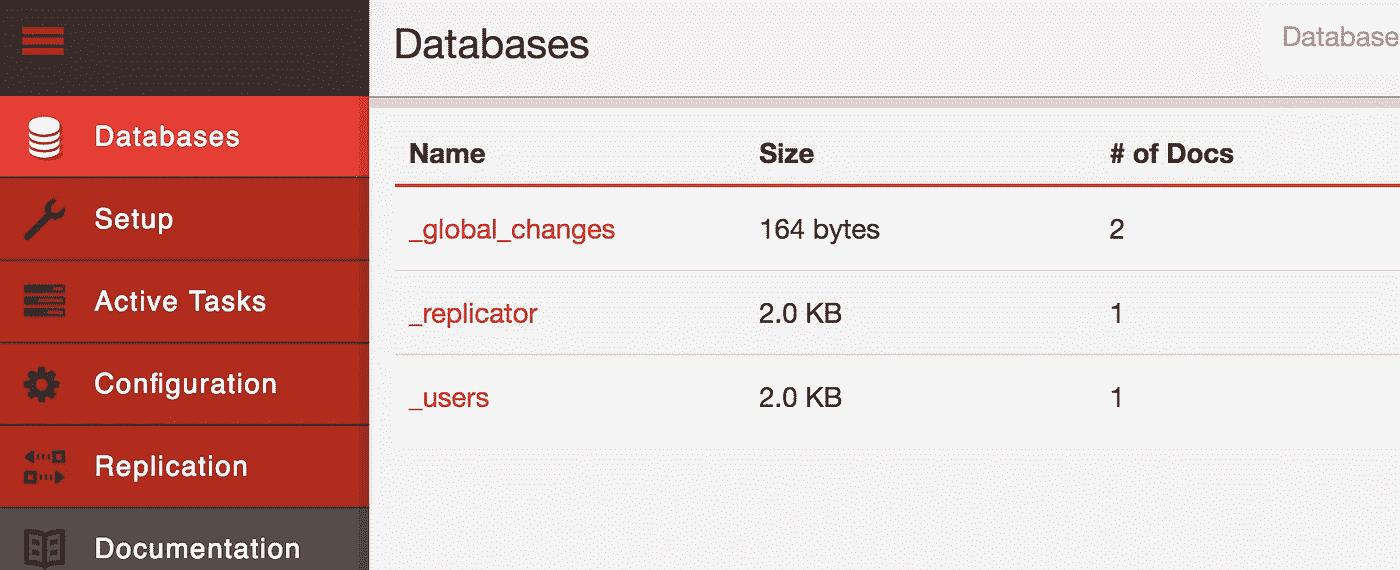 Databases
Database
Databases
Setup
Active Tasks
Configuration
Replication
Documentation
Name Size # of Docs
_global_changes 164 bytes 2
_replicator 2.0 KB 1
_users 2.0 KB 1